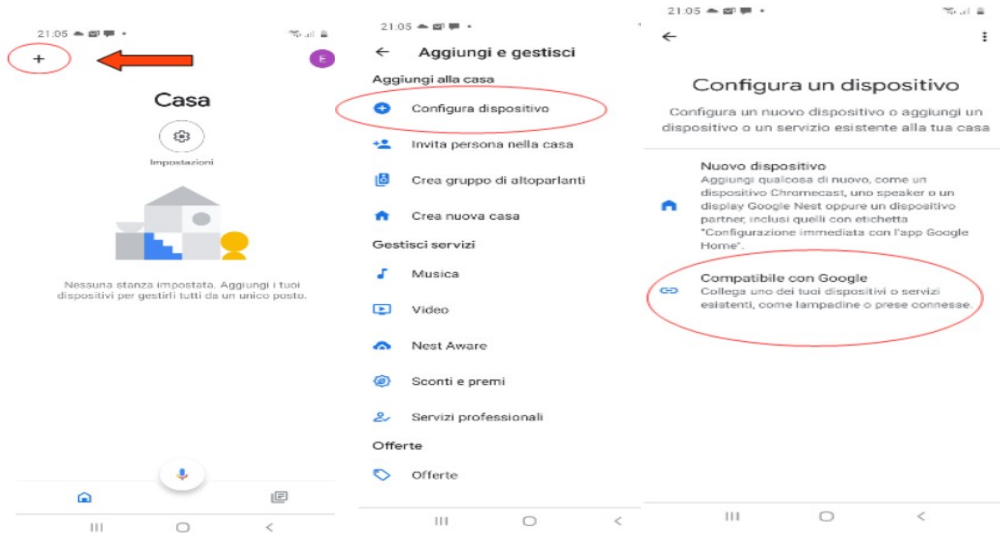 21:05
+
E
Casa
Impostazioni
Nessuna stanza impostata. Aggiungi i tuoi
dispositivi per gestirli tutti da un unico posto.
21:05
Aggiungi e gestisci
Aggiungi alla casa
Configura dispositivo
Invita persona nella casa
Crea gruppo di altoparlanti
Crea nuova casa
Gestisci servizi
Musica
Video
Nest Aware
Sconti e premi
Servizi professionali
Offerte
Offerte
21:05
Configura un dispositivo
Configura un nuovo dispositivo o aggiungi un
dispositivo o un servizio esistente alla tua casa
Nuovo dispositivo
Aggiungi qualcosa di nuovo, come un
dispositivo Chromecast, uno speaker o un
display Google Nest oppure un dispositivo
partner, inclusi quelli con etichetta
"Configurazione immediata con l'app Google
Home".
Compatibile con Google
Collega uno dei tuoi dispositivi o servizi
esistenti, come lampadine o prese connesse.